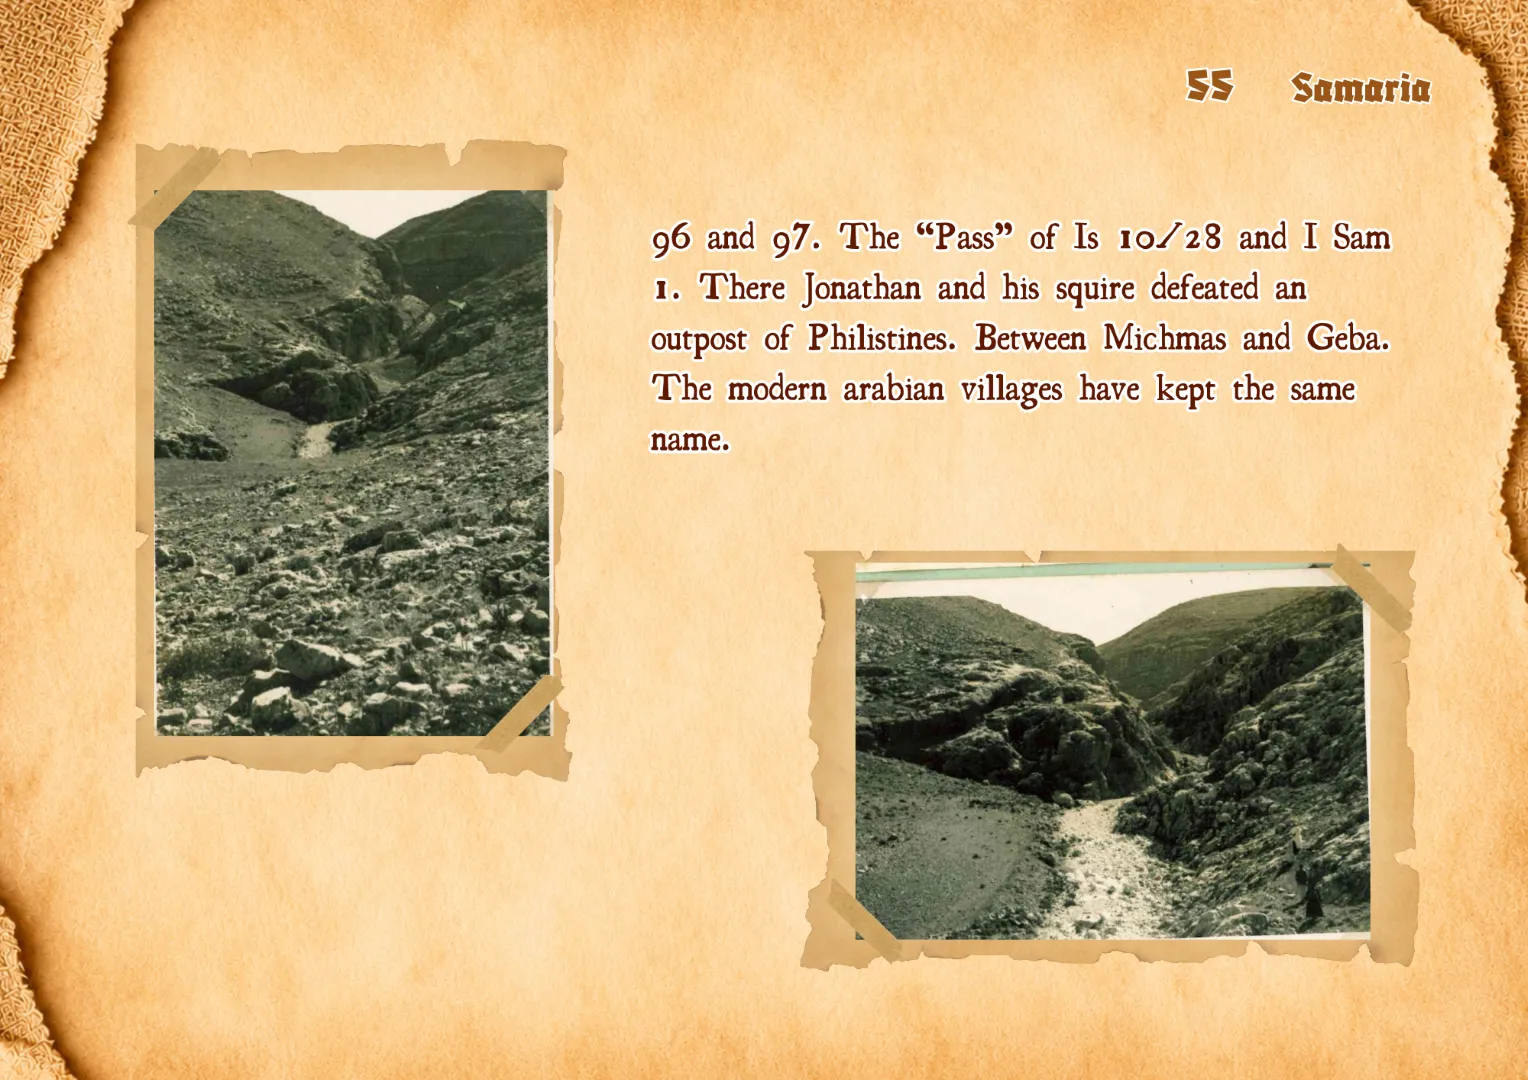 55 Samaria
96 and 97. The “Pass” of Is 10/28 and I Sam
1. There Jonathan and his squire defeated an
outpost of Philistines. Between Michmas and Geba.
The modern arabian villages have kept the same
name.